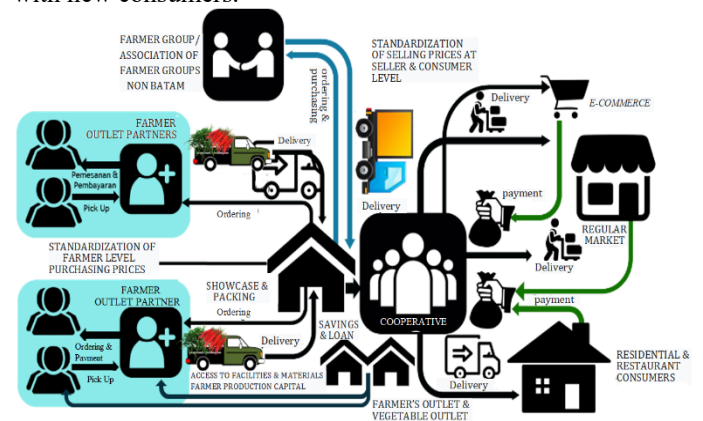 with new consumers.
FARMER GROUP/
ASSOCIATION OF
FARMER GROUPS
NON BATAM
ordering &
purchasing
STANDARDIZATION
OF SELLING PRICES AT
SELLER & CONSUMER
LEVEL
Delivery
E-COMMERCE
FARMER
OUTLET PARTNERS
Pemesanan &
Pembayaran
Pick Up
Delivery
Ordering
Delivery
payment
REGULAR
MARKET
Delivery
STANDARDIZATION OF
FARMER LEVEL
PURCHASING PRICES
FARMER
OUTLET PARTNER
SHOWCASE &
PACKING
Ordering
Ordering &
Payment
Pick Up
Delivery
SAVINGS
& LOAN
COOPERATIVE
payment
ACCESS TO FACILITIES & MATERIALS
FARMER PRODUCTION CAPITAL
FARMER'S OUTLET &
VEGETABLE OUTLET
Delivery
RESIDENTIAL &
RESTAURANT
CONSUMERS